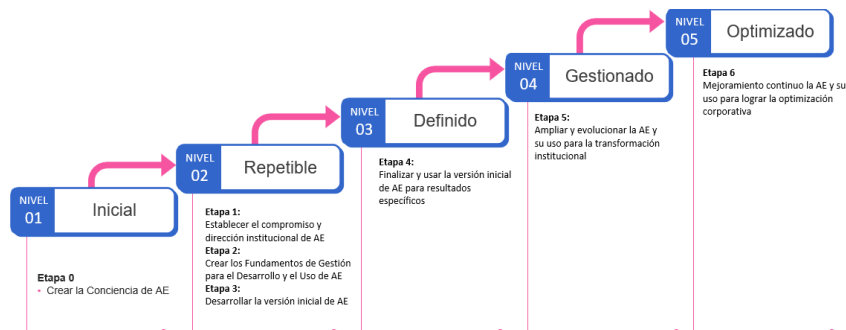 NIVEL
01
Inicial
Etapa 0
- Crear la Conciencia de AE
NIVEL
02
Repetible
Etapa 1:
Establecer el compromiso y
dirección institucional de AE
Etapa 2:
Crear los Fundamentos de Gestión
para el Desarrollo y el Uso de AE
Etapa 3:
Desarrollar la versión inicial de AE
NIVEL
03
Definido
Etapa 4:
Finalizar y usar la versión inicial
de AE para resultados
específicos
NIVEL
04
Gestionado
Etapa 5:
Ampliar y evolucionar la AE y
su uso para la transformación
institucional
NIVEL
05
Optimizado
Etapa 6
Mejoramiento continuo la AE y su
uso para lograr la optimización
corporativa